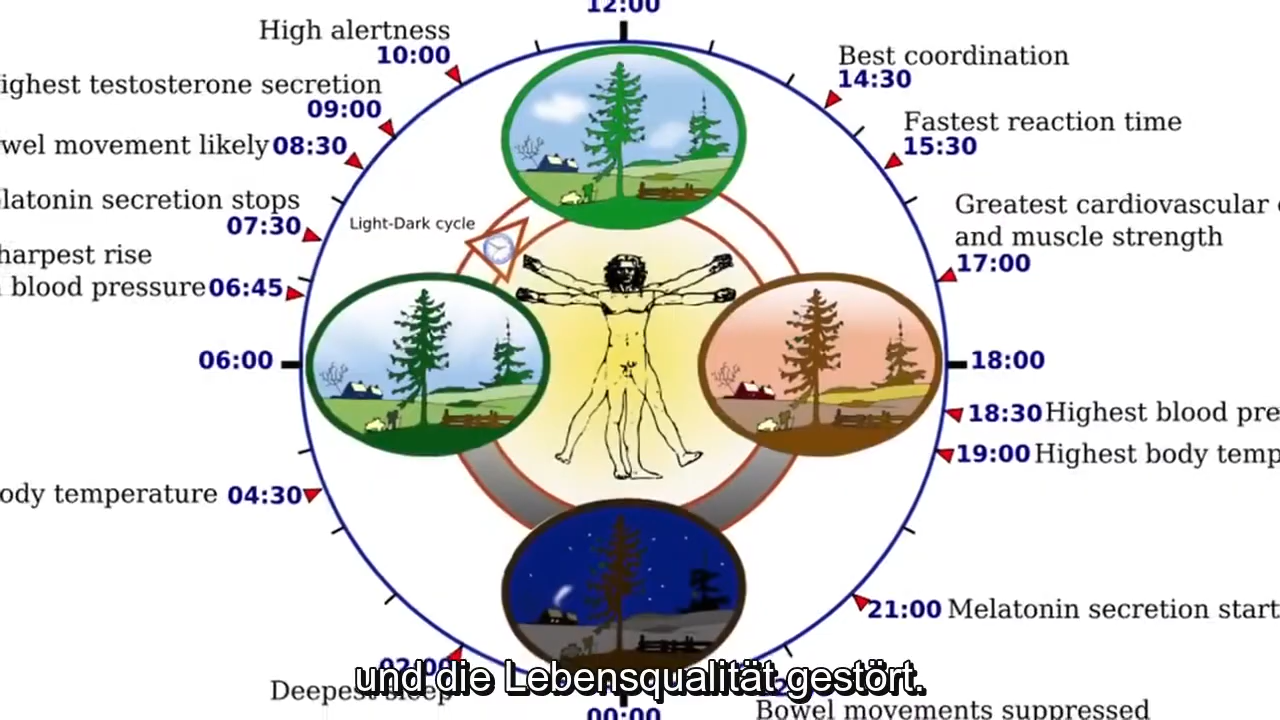 12:00
High alertness
10:00
Best coordination
14:30
ighest testosterone secretion
09:00
Fastest reaction time
15:30
wel movement likely 08:30
latonin secretion stops
07:30
Greatest cardiovascular
and muscle strength
17:00
Light-Dark cycle
harpest rise
blood pressure 06:45
06:00
18:00
18:30 Highest blood pre
19:00 Highest body temp
ody temperature 04:30
21:00 Melatonin secretion start
02:00
Deepest sleep
und die Lebensqualität gestört.
00:00
Bowel movements suppressed